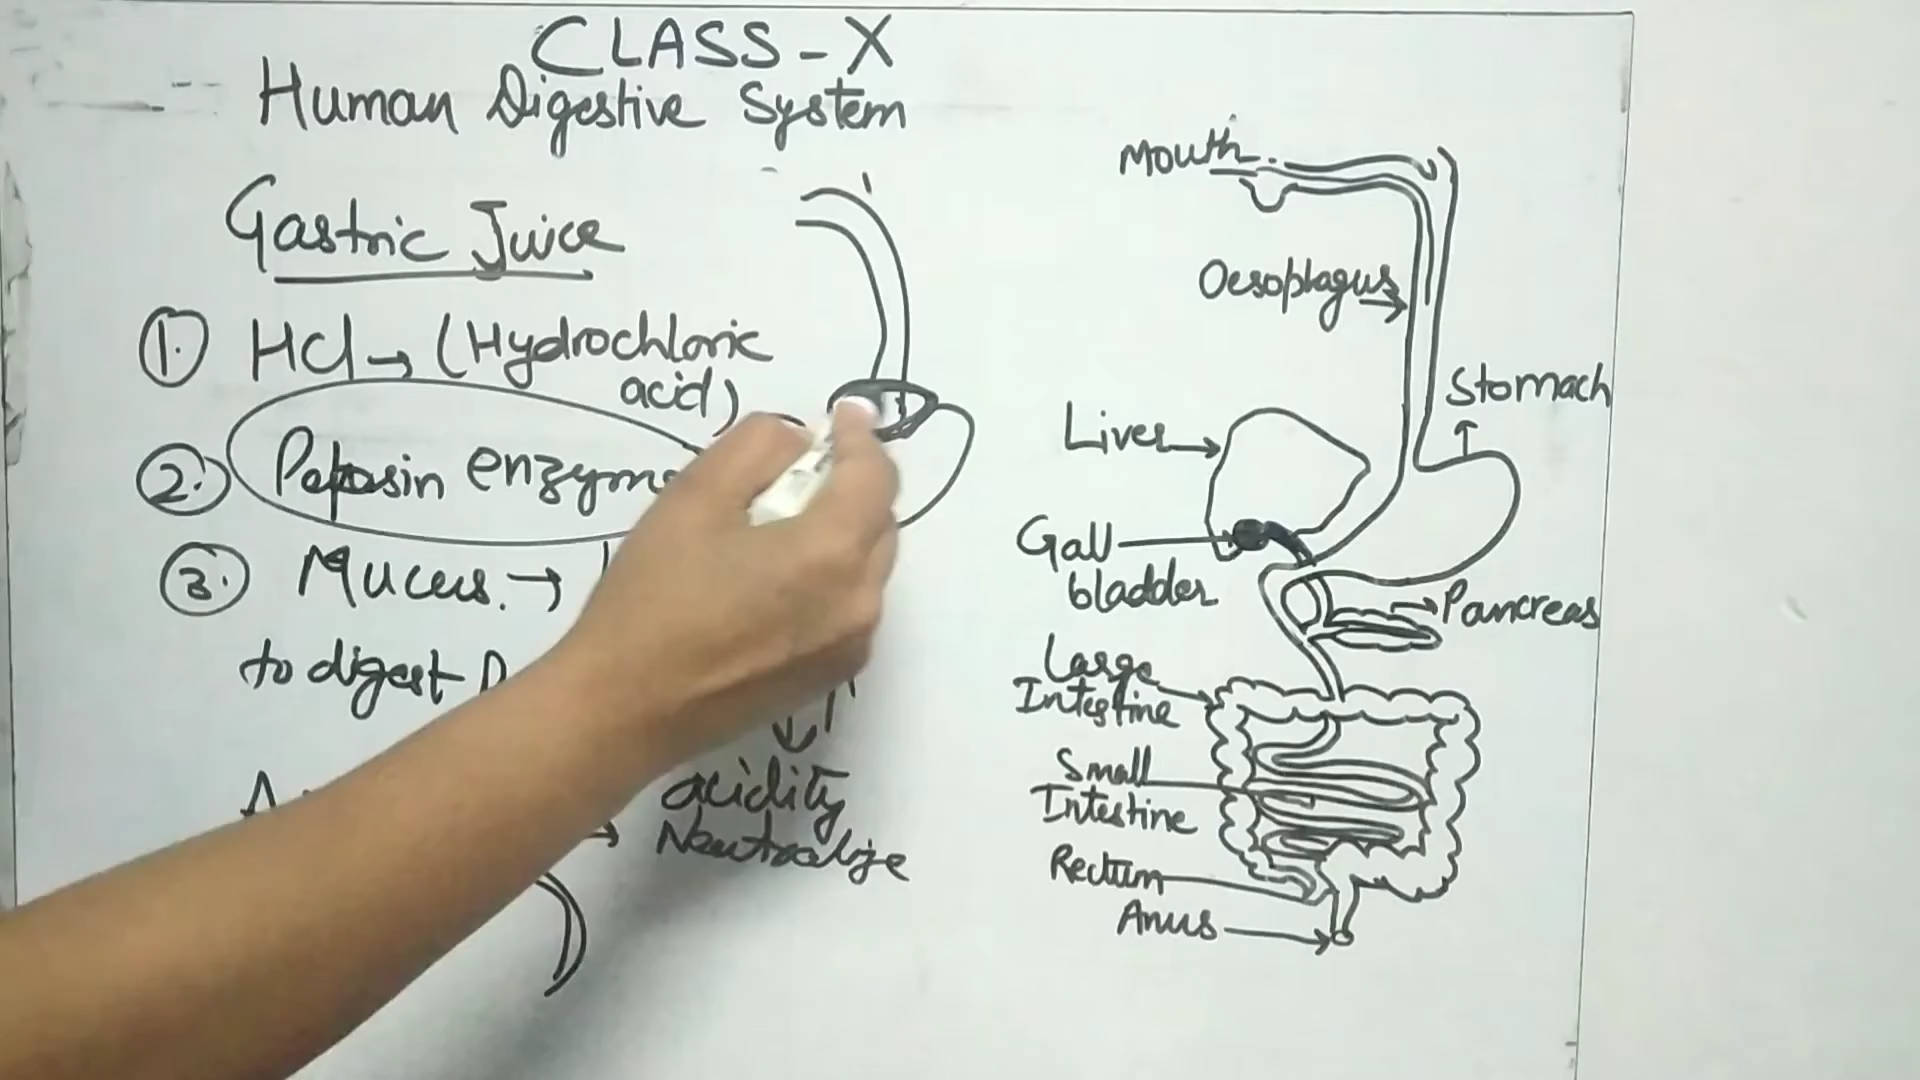 CLASS - X
Human Digestive System
Gastric Juice
1. HCl → (Hydrochloric
acid)
2. Pepsin enzyme
3. Mucus. →
to digest
acidity
→ Neutralize
Mouth
Oesophagus
Stomach
Liver
Gall
bladder
Pancreas
Large
Intestine
Small
Intestine
Rectum
Anus